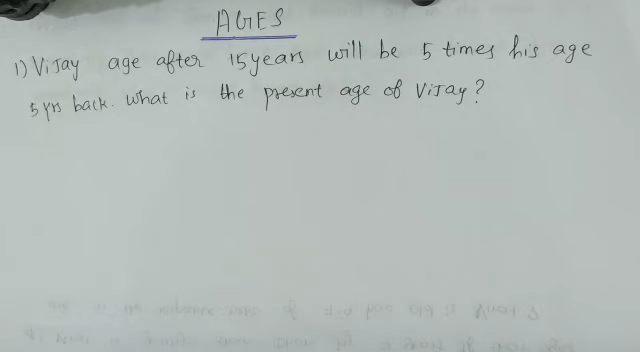 AGES
1) Vijay age after 15years will be 5 times his age
5 yrs back. What is the present age of Vijay?